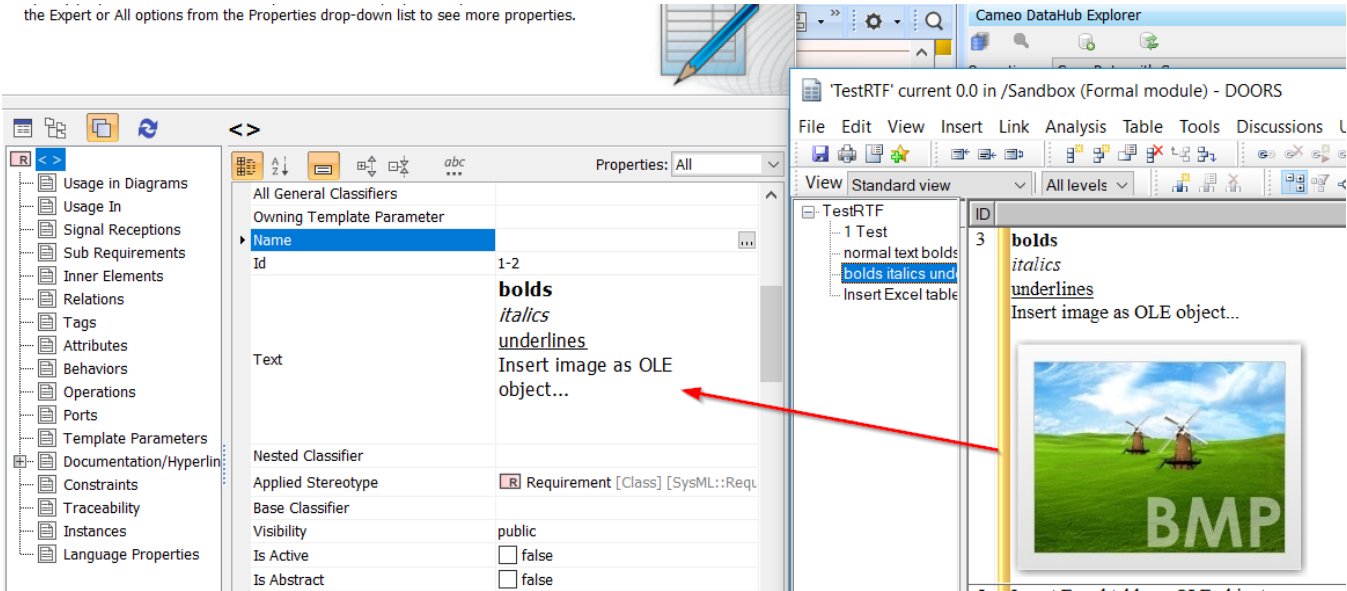 the Expert or All options from the Properties drop-down list to see more properties.
Cameo DataHub Explorer
'TestRTF' current 0.0 in /Sandbox (Formal module) - DOORS
File Edit View Insert Link Analysis Table Tools Discussions
View Standard view All levels
< >
Properties: All
R < >
Usage in Diagrams
Usage In
Signal Receptions
Sub Requirements
Inner Elements
Relations
Tags
Attributes
Behaviors
Operations
Ports
Template Parameters
Documentation/Hyperlin
Constraints
Traceability
Instances
Language Properties
All General Classifiers
Owning Template Parameter
Name ...
Id 1-2
Text
bolds
italics
underlines
Insert image as OLE
object...
Nested Classifier
Applied Stereotype R Requirement [Class] [SysML::Requ
Base Classifier
Visibility public
Is Active false
Is Abstract false
TestRTF
1 Test
normal text bolds
bolds italics unde
Insert Excel table
ID
3 bolds
italics
underlines
Insert image as OLE object...
BMP